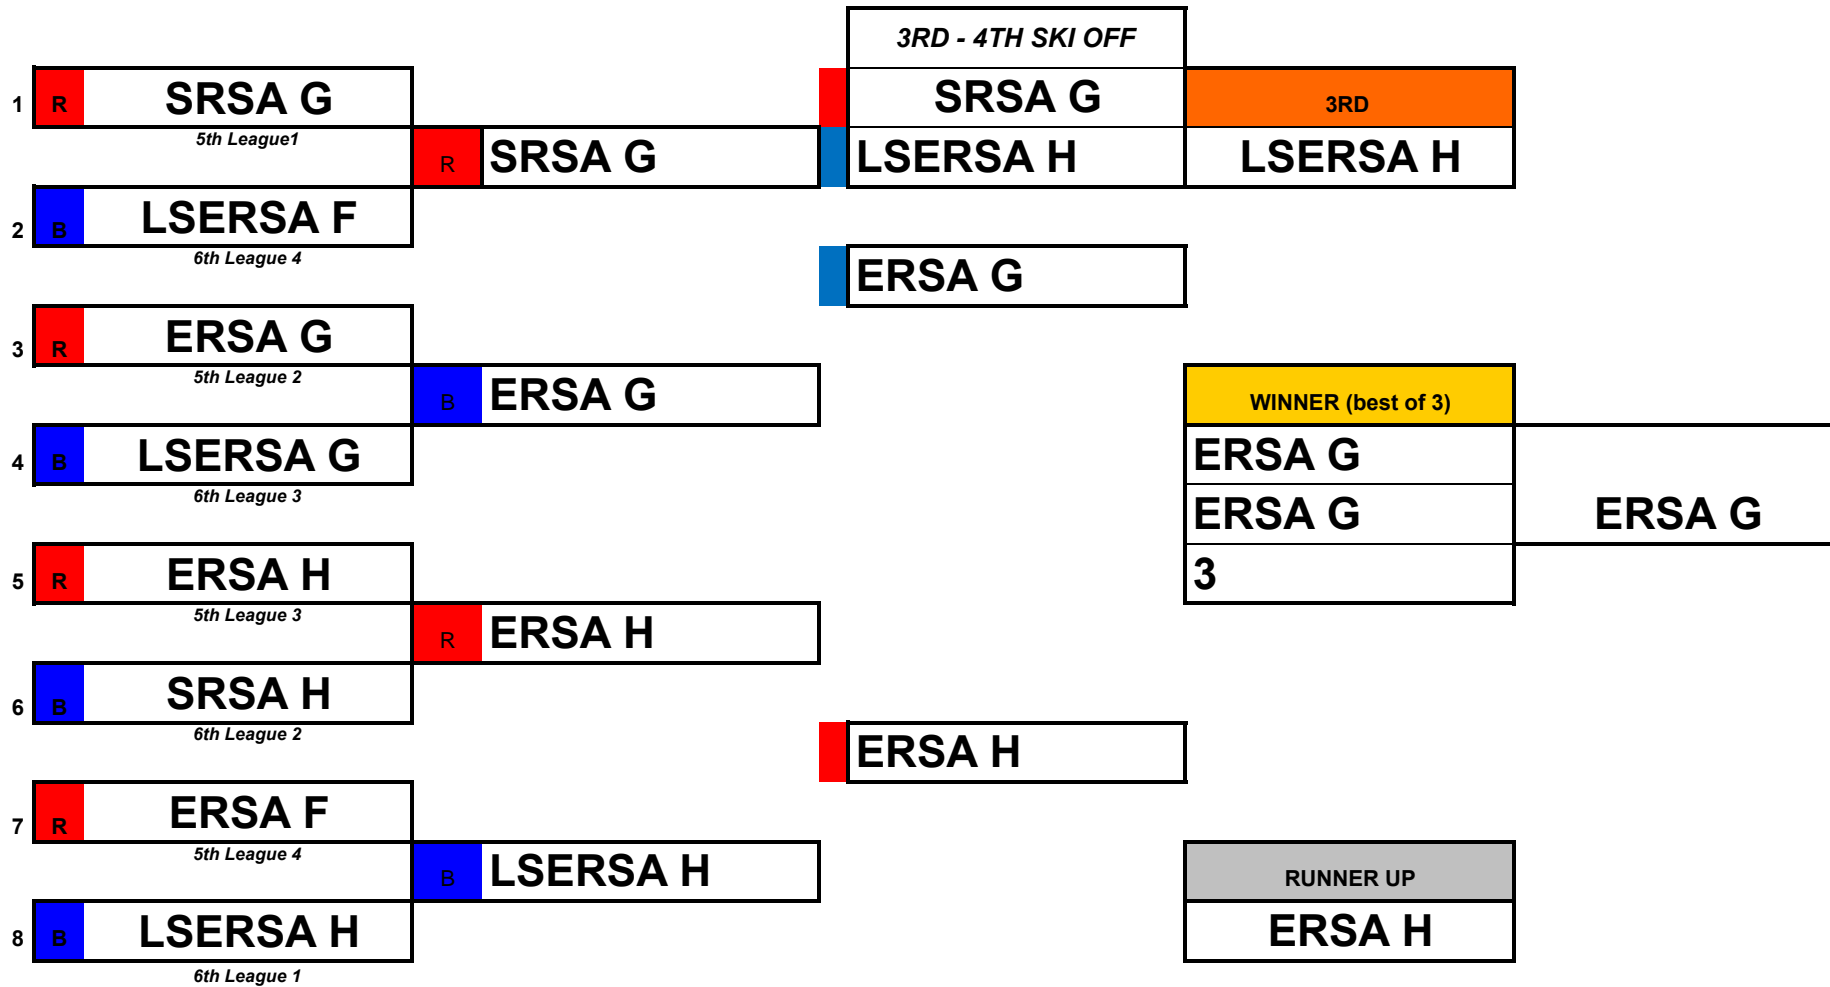 3RD - 4TH SKI OFF
1 R SRSA G
SRSA G 3RD
5th League1
R SRSA G
LSERSA H LSERSA H
2 B LSERSA F
6th League 4
ERSA G
3 R ERSA G
5th League 2
B ERSA G
WINNER (best of 3)
4 B LSERSA G
ERSA G
6th League 3
ERSA G ERSA G
5 R ERSA H
3
5th League 3
R ERSA H
6 B SRSA H
6th League 2
ERSA H
7 R ERSA F
5th League 4
B LSERSA H
RUNNER UP
8 B LSERSA H
ERSA H
6th League 1